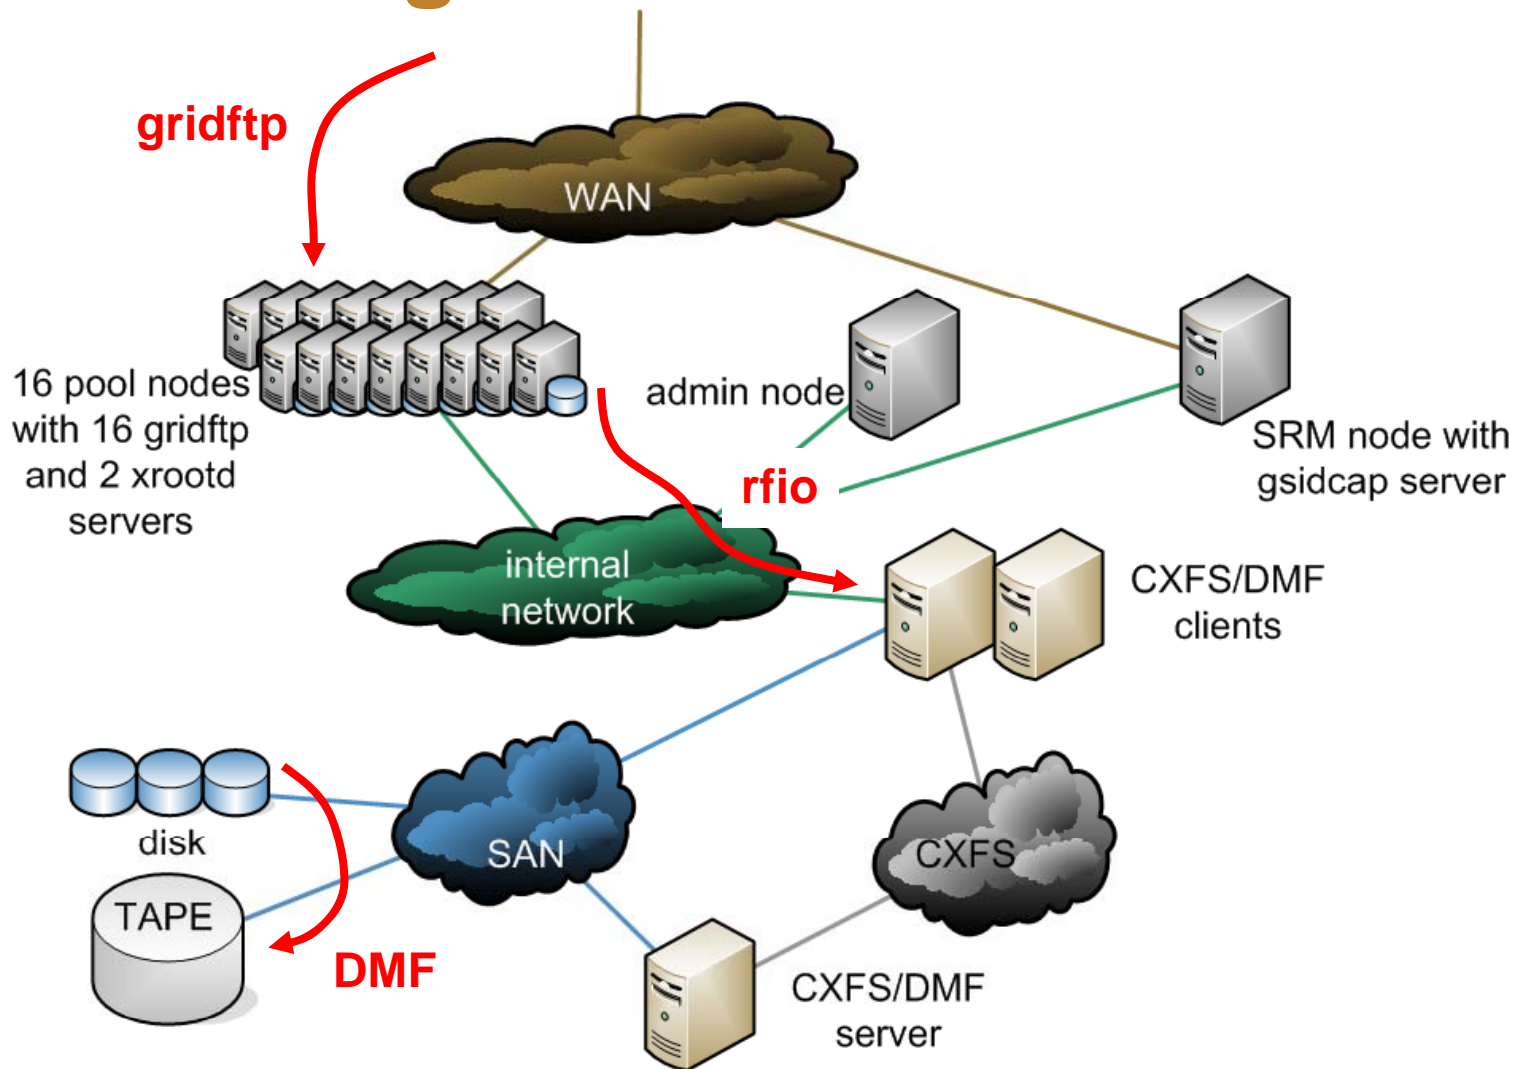 gridftp
WAN
16 pool nodes
with 16 gridftp
and 2 xrootd
servers
admin node
SRM node with
gsidcap server
rfio
internal
network
CXFS/DMF
clients
disk
SAN
CXFS
TAPE
DMF
CXFS/DMF
server